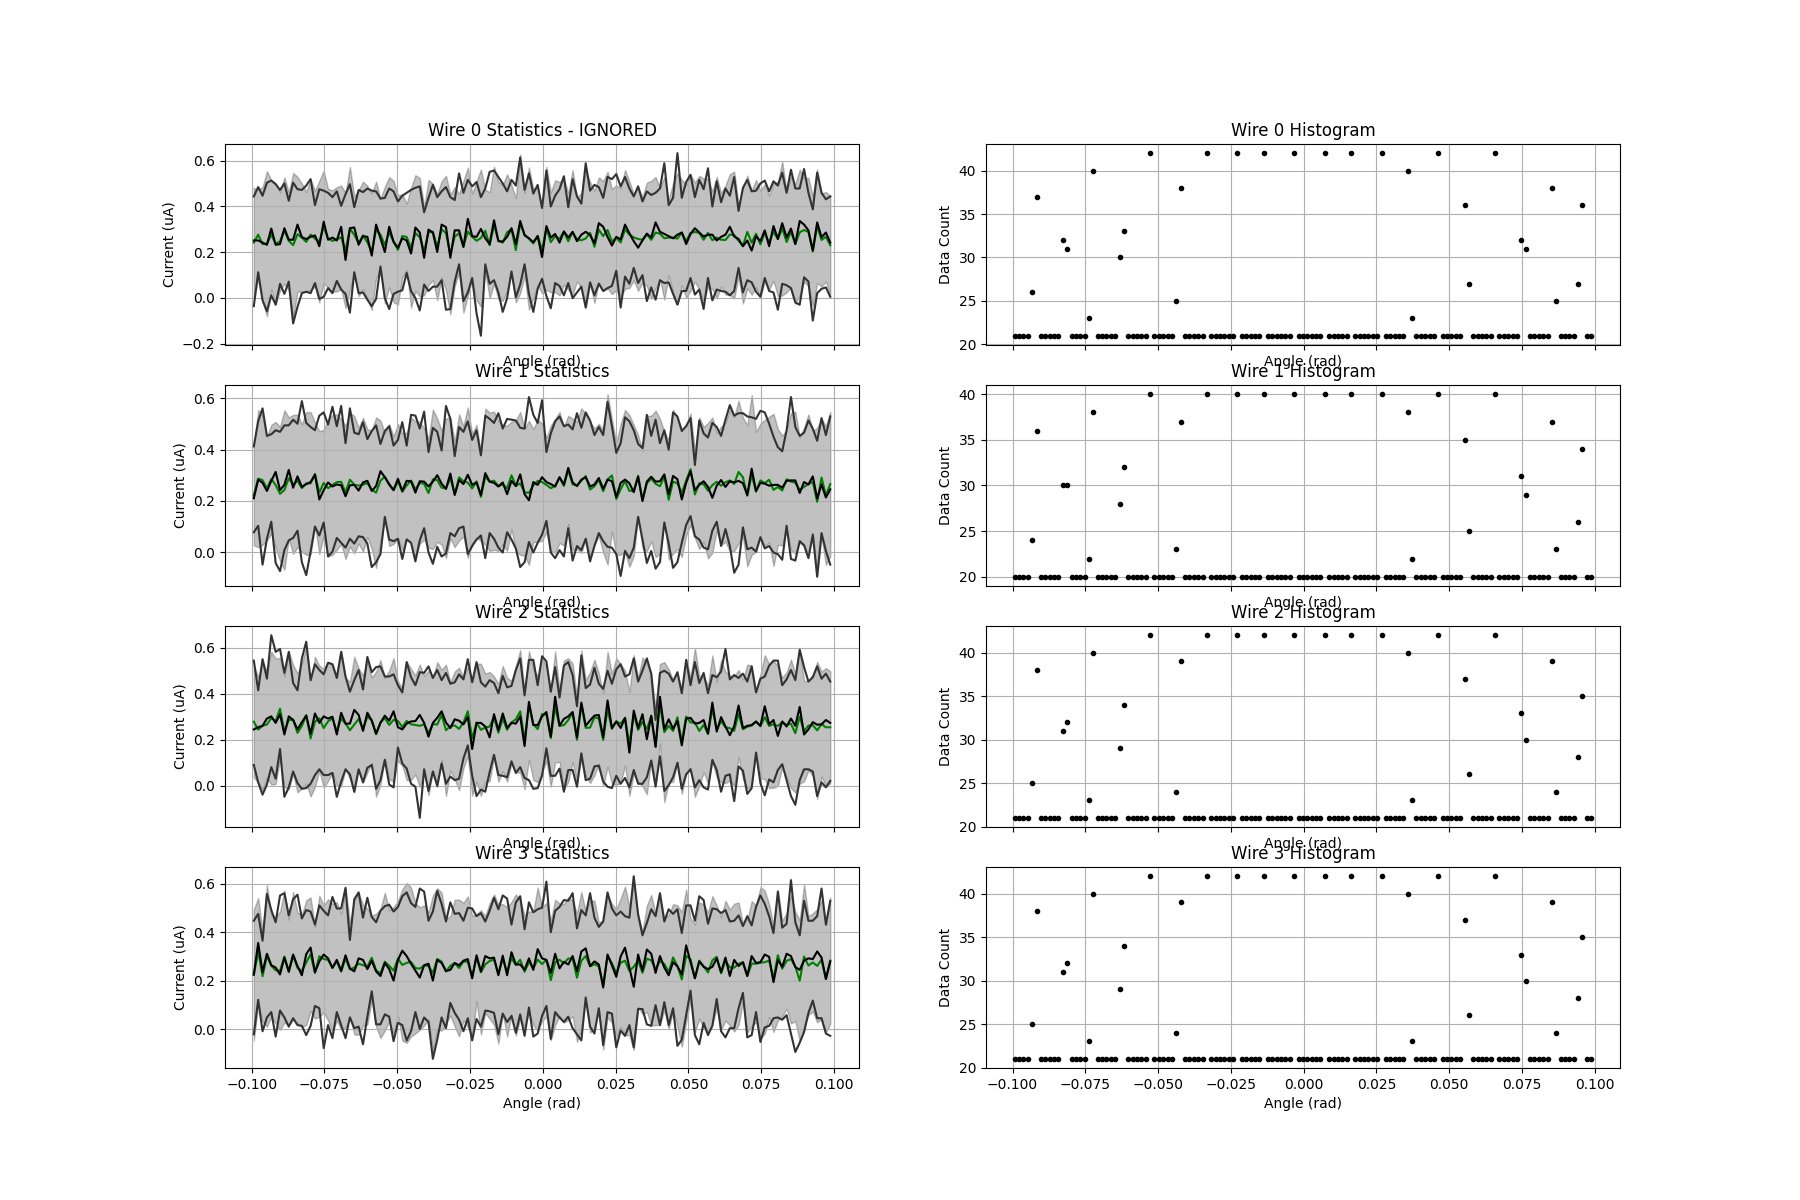 Wire 0 Statistics - IGNORED
Current (uA)
0.6
0.4
0.2
0.0
−0.2
Angle (rad)
Wire 0 Histogram
Data Count
40
35
30
25
20
Angle (rad)
Wire 1 Statistics
Current (uA)
0.6
0.4
0.2
0.0
Angle (rad)
Wire 1 Histogram
Data Count
40
35
30
25
20
Angle (rad)
Wire 2 Statistics
Current (uA)
0.6
0.4
0.2
0.0
Angle (rad)
Wire 2 Histogram
Data Count
40
35
30
25
20
Angle (rad)
Wire 3 Statistics
Current (uA)
0.6
0.4
0.2
0.0
−0.100 −0.075 −0.050 −0.025 0.000 0.025 0.050 0.075 0.100
Angle (rad)
Wire 3 Histogram
Data Count
40
35
30
25
20
−0.100 −0.075 −0.050 −0.025 0.000 0.025 0.050 0.075 0.100
Angle (rad)